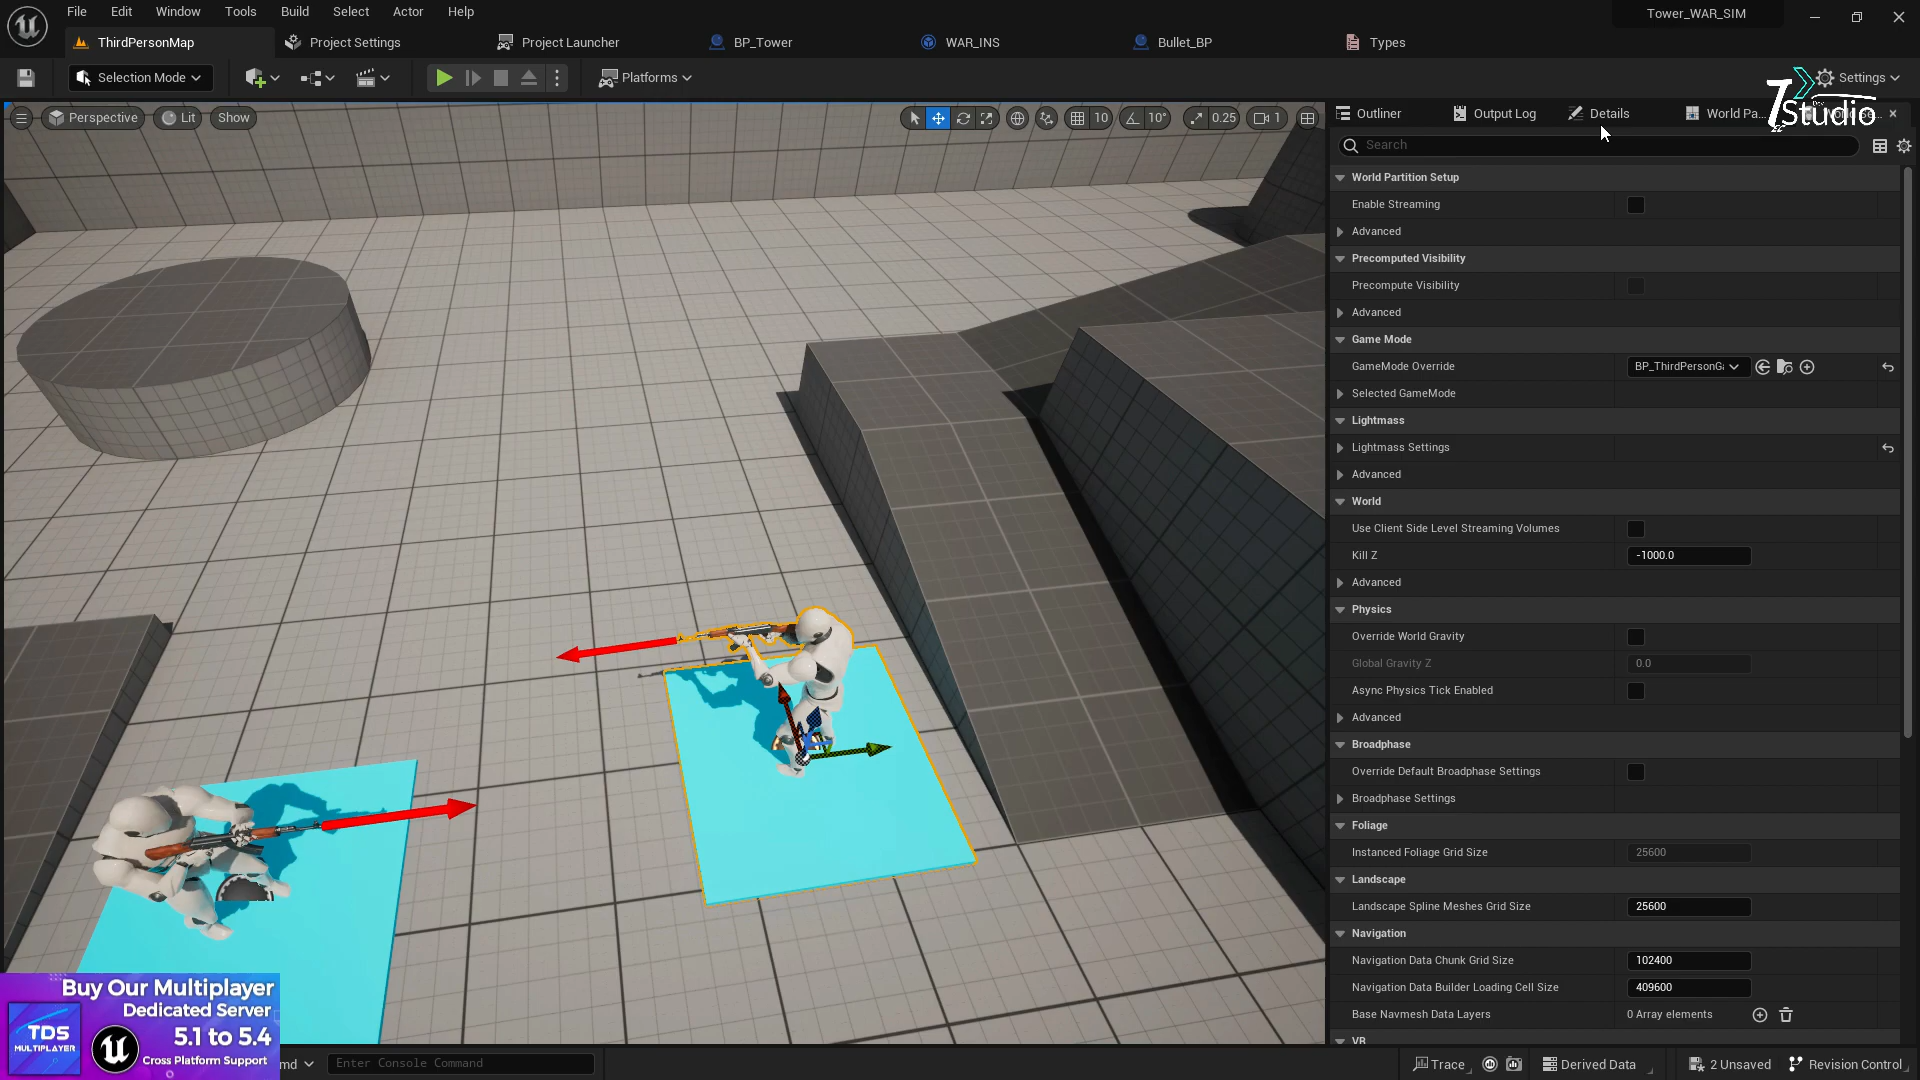 File Edit Window Tools Build Select Actor Help
Tower_WAR_SIM
ThirdPersonMap
Project Settings
Project Launcher
BP_Tower
WAR_INS
Bullet_BP
Types
Selection Mode
Platforms
Settings
7Studio
Dev
Perspective
Lit
Show
10
10°
0.25
1
Outliner
Output Log
Details
World Pa...
Search
World Partition Setup
Enable Streaming
Advanced
Precomputed Visibility
Precompute Visibility
Advanced
Game Mode
GameMode Override
BP_ThirdPersonGa
Selected GameMode
Lightmass
Lightmass Settings
Advanced
World
Use Client Side Level Streaming Volumes
Kill Z
-1000.0
Advanced
Physics
Override World Gravity
Global Gravity Z
0.0
Async Physics Tick Enabled
Advanced
Broadphase
Override Default Broadphase Settings
Broadphase Settings
Foliage
Instanced Foliage Grid Size
25600
Landscape
Landscape Spline Meshes Grid Size
25600
Navigation
Navigation Data Chunk Grid Size
102400
Navigation Data Builder Loading Cell Size
409600
Base Navmesh Data Layers
0 Array elements
VR
Buy Our Multiplayer
Dedicated Server
5.1 to 5.4
Cross Platform Support
TDS
MULTIPLAYER
md
Enter Console Command
Trace
Derived Data
2 Unsaved
Revision Control